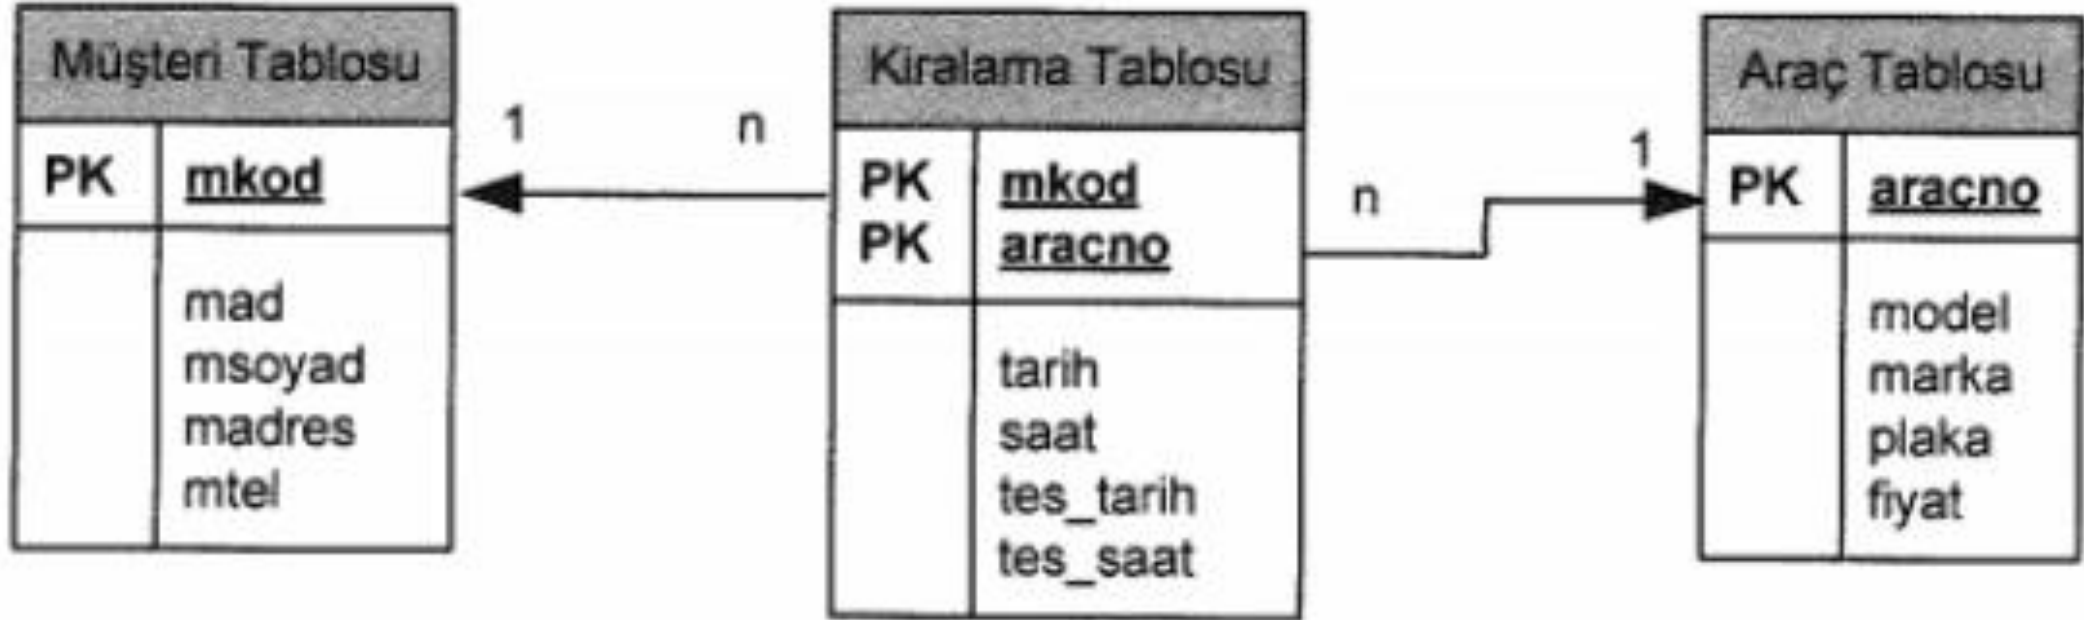 Müşteri Tablosu
PK mkod
mad
msoyad
madres
mtel
1 n
Kiralama Tablosu
PK mkod
PK aracno
tarih
saat
tes_tarih
tes_saat
n 1
Araç Tablosu
PK aracno
model
marka
plaka
fiyat